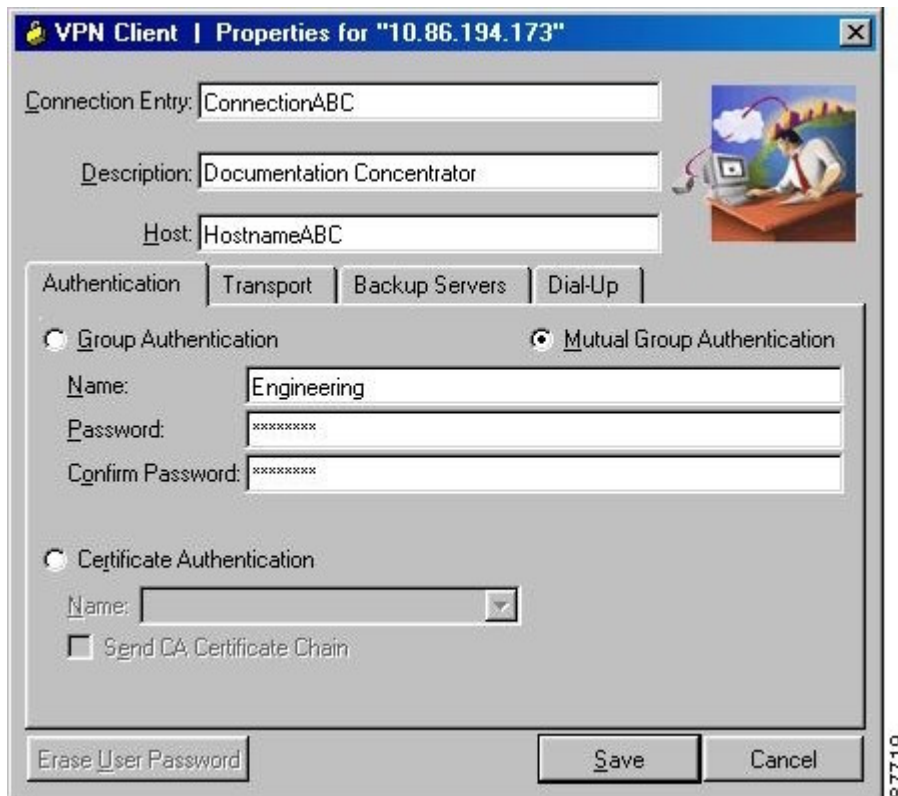 VPN Client | Properties for "10.86.194.173"
Connection Entry: ConnectionABC
Description: Documentation Concentrator
Host: HostnameABC
Authentication Transport Backup Servers Dial-Up
Group Authentication Mutual Group Authentication
Name: Engineering
Password: ********
Confirm Password: ********
Certificate Authentication
Name:
Send CA Certificate Chain
Erase User Password Save Cancel